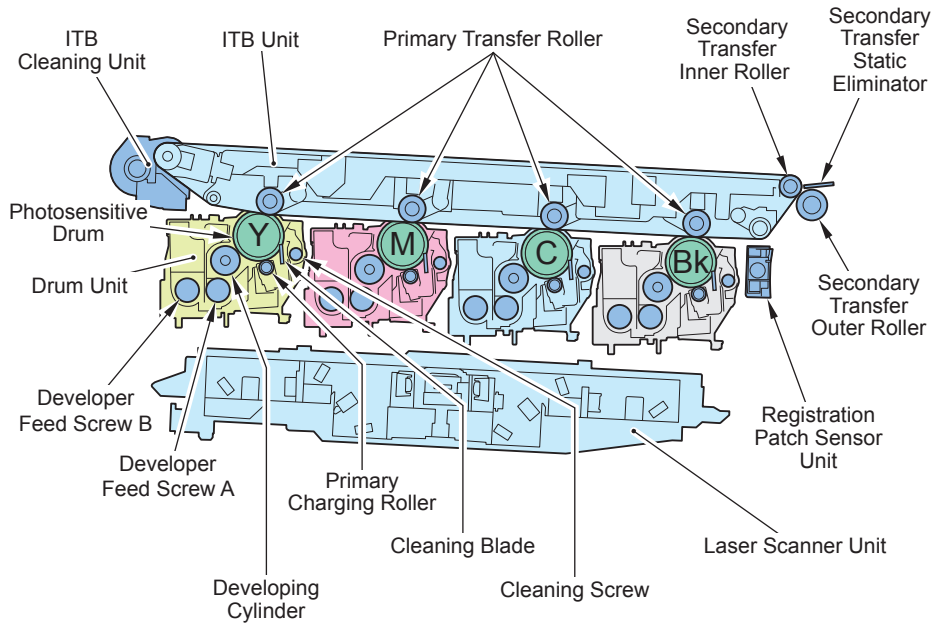 ITB
Cleaning Unit
ITB Unit
Primary Transfer Roller
Secondary
Transfer
Inner Roller
Secondary
Transfer
Static
Eliminator
Photosensitive
Drum
Drum Unit
Y
M
C
Bk
Secondary
Transfer
Outer Roller
Developer
Feed Screw B
Developer
Feed Screw A
Developing
Cylinder
Primary
Charging Roller
Cleaning Blade
Cleaning Screw
Registration
Patch Sensor
Unit
Laser Scanner Unit